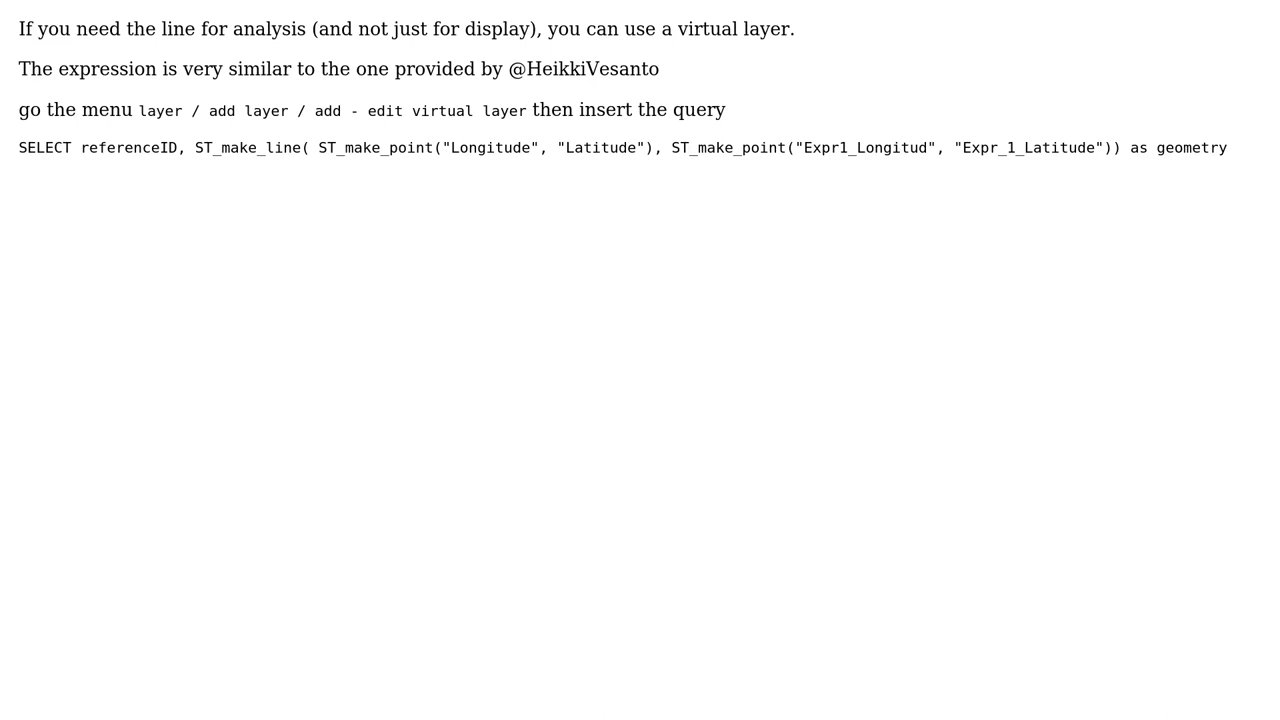 If you need the line for analysis (and not just for display), you can use a virtual layer.
The expression is very similar to the one provided by @HeikkiVesanto
go the menu layer / add layer / add - edit virtual layer then insert the query
SELECT referenceID, ST_make_line( ST_make_point("Longitude", "Latitude"), ST_make_point("Expr1_Longitud", "Expr_1_Latitude")) as geometry